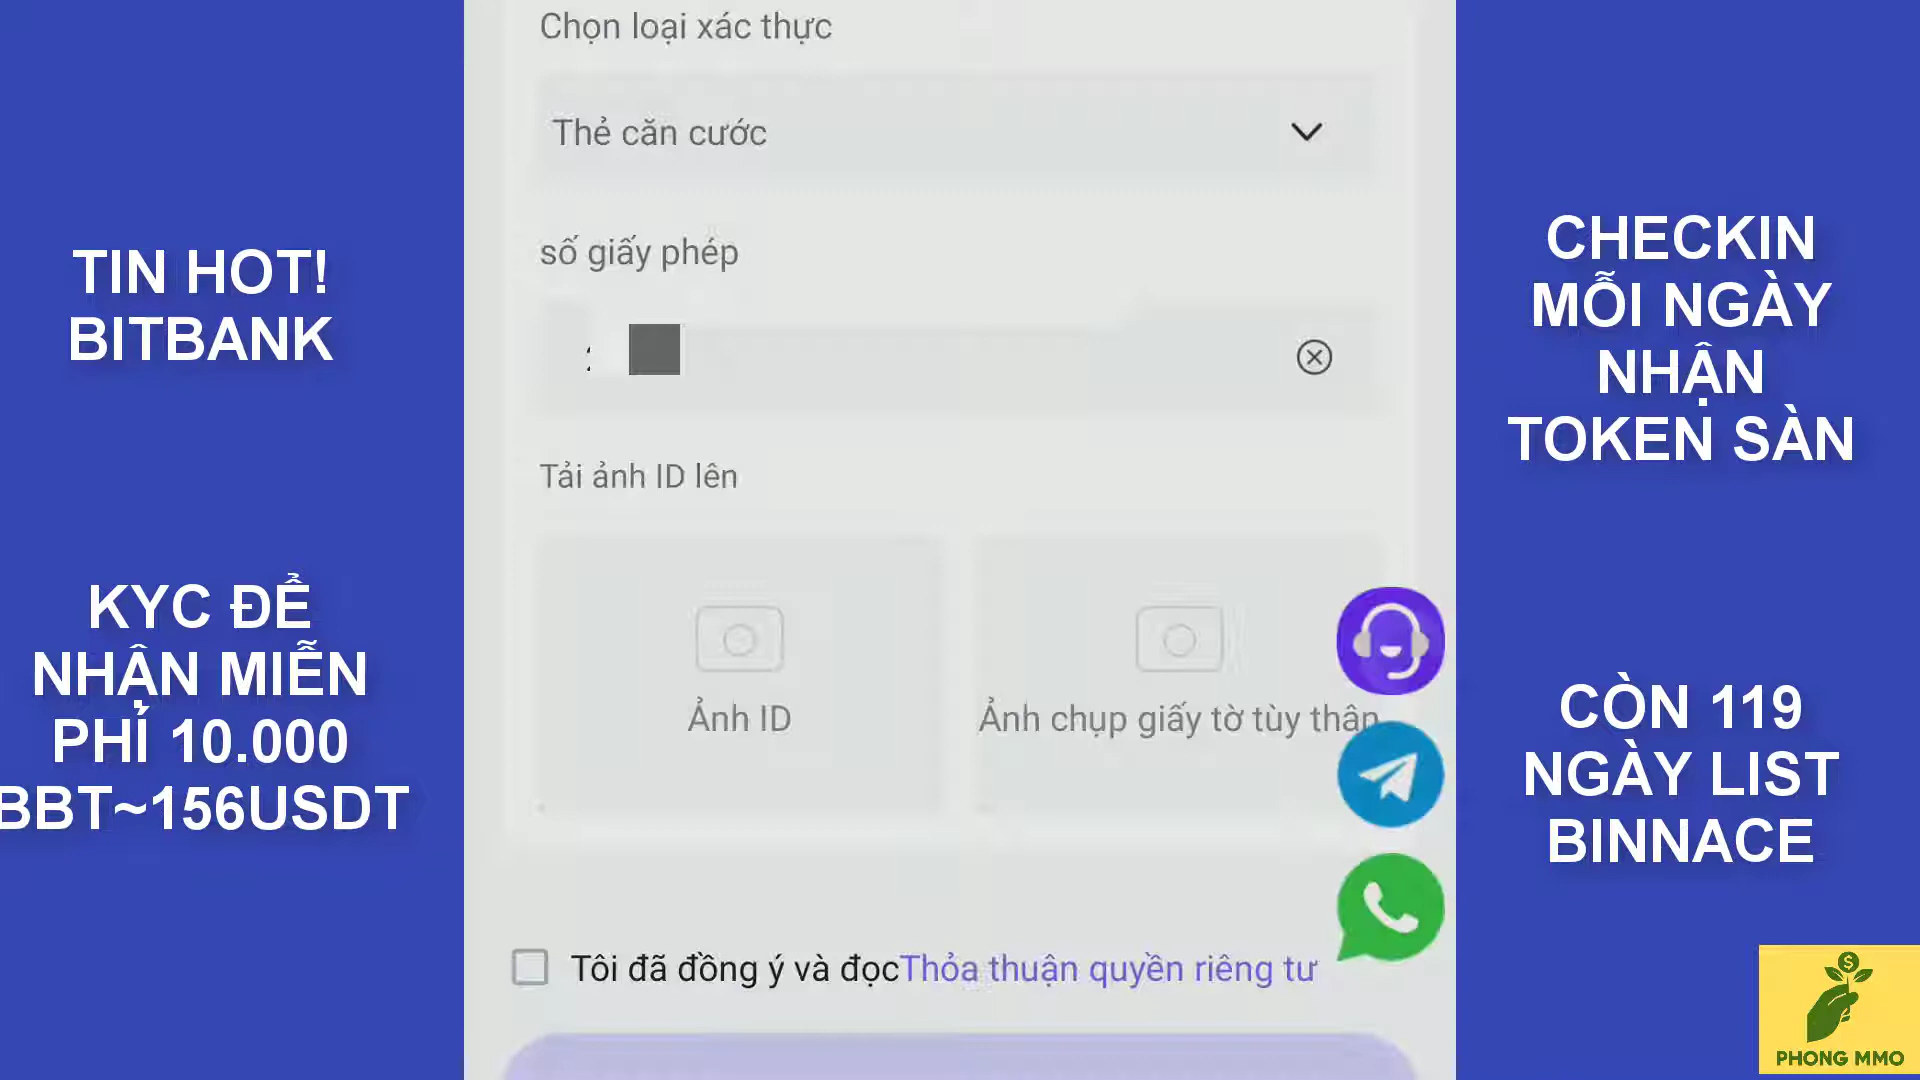 TIN HOT!
BITBANK
KYC ĐỂ
NHẬN MIỄN
PHÍ 10.000
BBT~156USDT
Chọn loại xác thực
Thẻ căn cước
số giấy phép
Tải ảnh ID lên
Ảnh ID
Ảnh chụp giấy tờ tùy thân
Tôi đã đồng ý và đọcThỏa thuận quyền riêng tư
CHECKIN
MỖI NGÀY
NHẬN
TOKEN SÀN
CÒN 119
NGÀY LIST
BINNACE
PHONG MMO